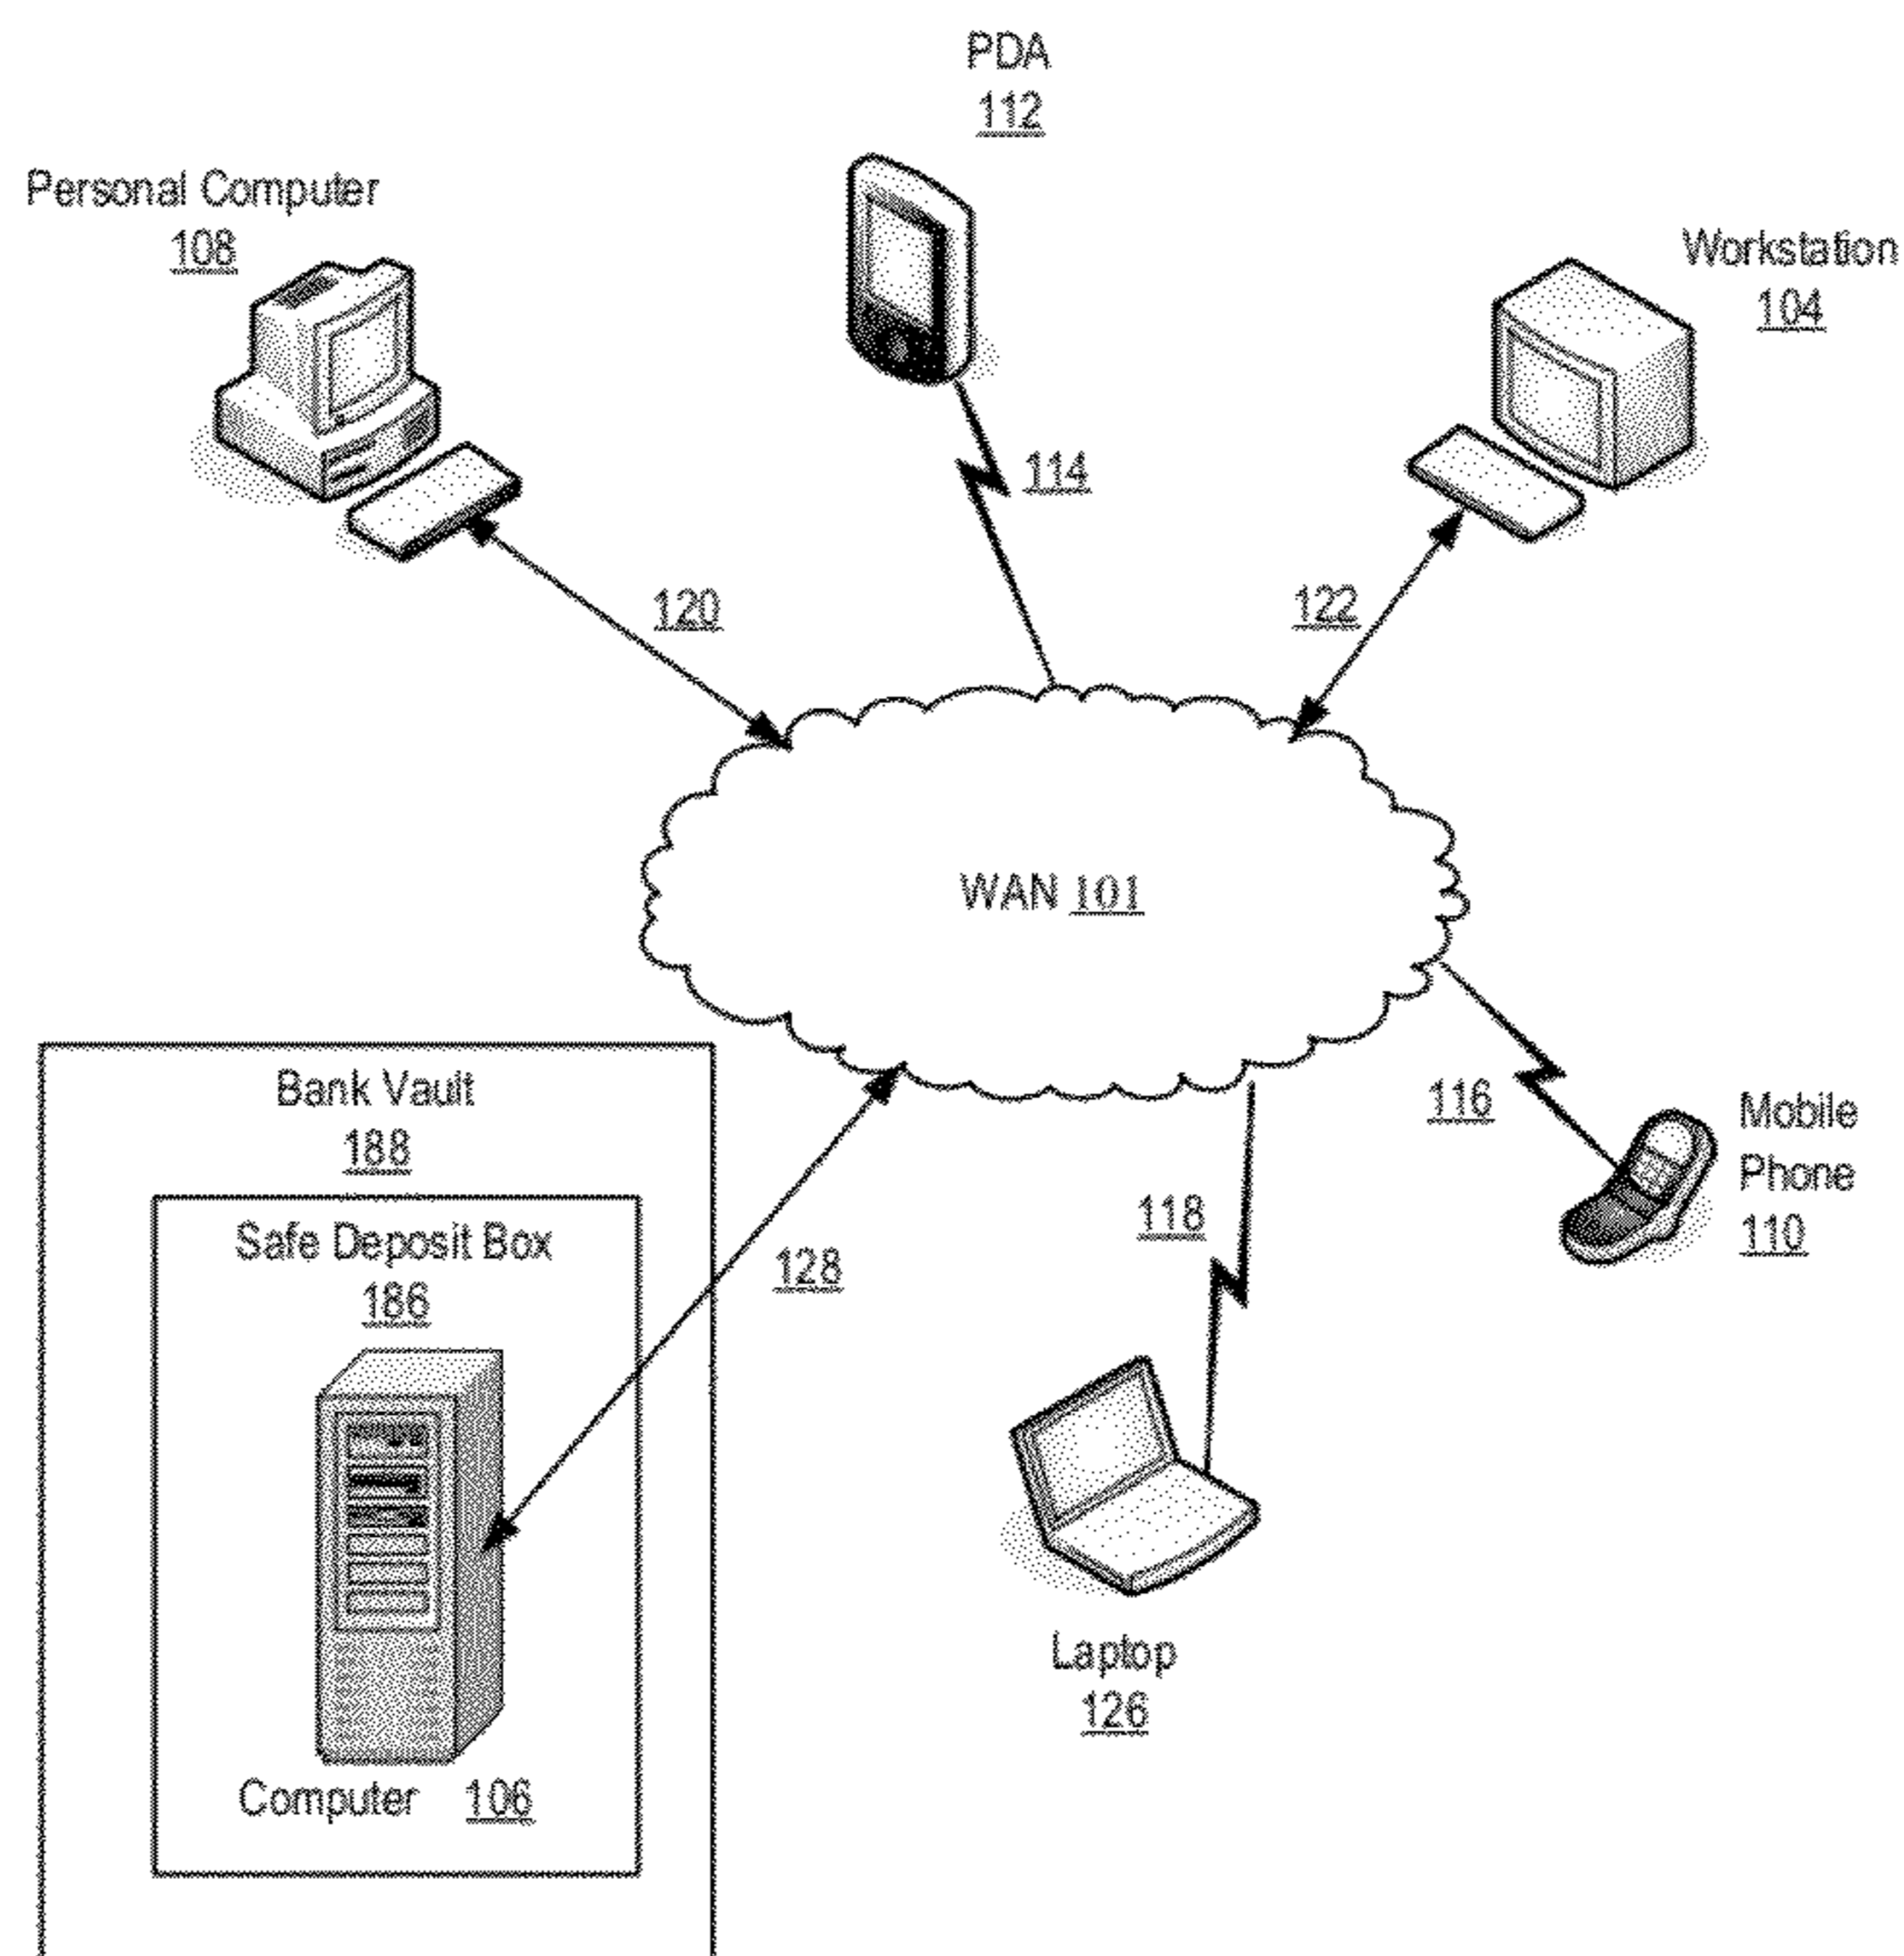 PDA
112
Personal Computer
108
Workstation
104
114
120
122
WAN 101
Bank Vault
188
116
Mobile
Phone
110
Safe Deposit Box
186
118
128
Laptop
126
Computer 106